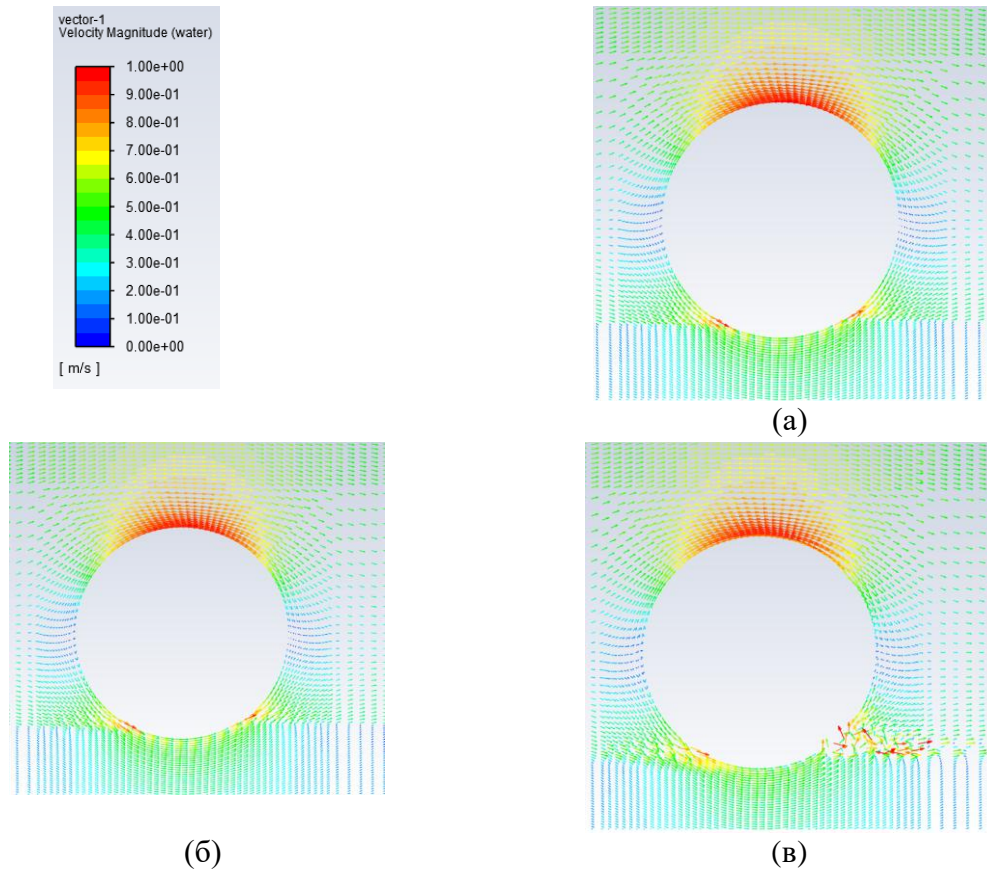 vector-1
Velocity Magnitude (water)
1.00e+00
9.00e-01
8.00e-01
7.00e-01
6.00e-01
5.00e-01
4.00e-01
3.00e-01
2.00e-01
1.00e-01
0.00e+00
[ m/s ]
(а)
(б)
(в)